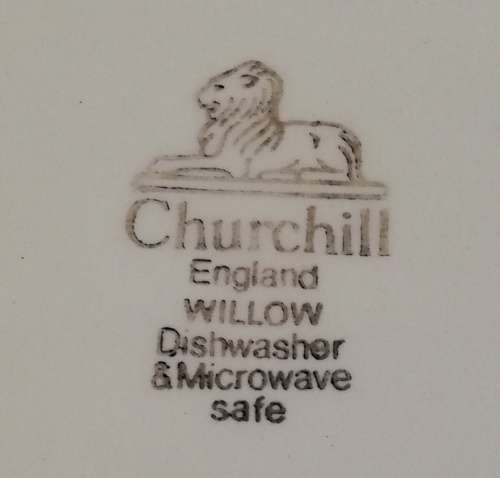 Churchill
England
WILLOW
Dishwasher
&Microwave
safe